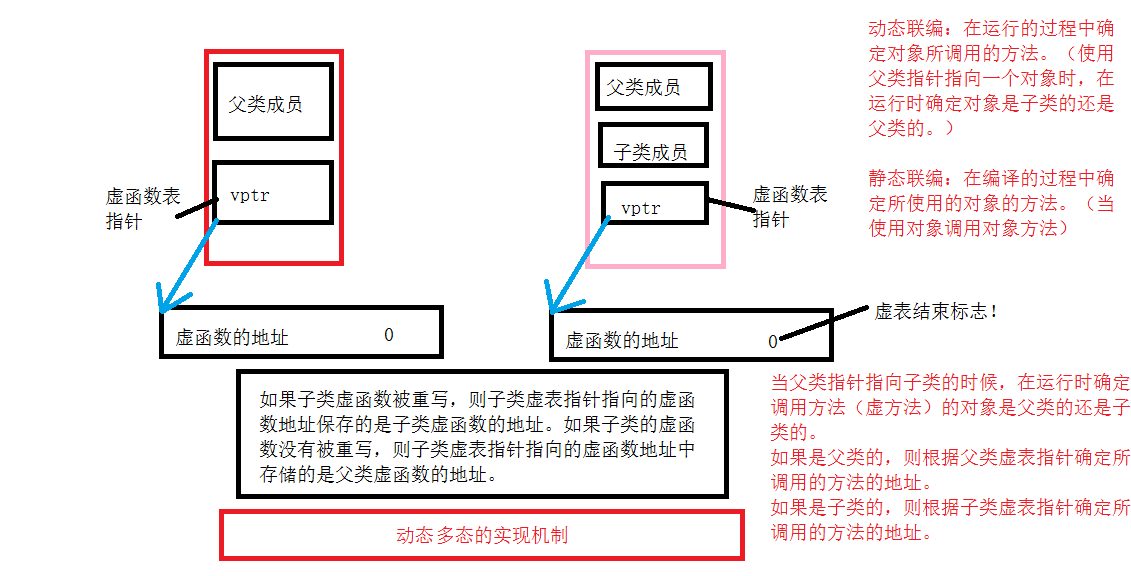 动态联编：在运行的过程中确
定对象所调用的方法。（使用
父类指针指向一个对象时，在
运行时确定对象是子类的还是
父类的。）
父类成员
父类成员
子类成员
静态联编：在编译的过程中确
定所使用的对象的方法。（当
使用对象调用对象方法）
虚函数表
指针
vptr
vptr
虚函数表
指针
虚函数的地址 0
虚函数的地址 0
虚表结束标志！
如果子类虚函数被重写，则子类虚表指针指向的虚函
数地址保存的是子类虚函数的地址。如果子类的虚函
数没有被重写，则子类虚表指针指向的虚函数地址中
存储的是父类虚函数的地址。
当父类指针指向子类的时候，在运行时确定
调用方法（虚方法）的对象是父类的还是子
类的。
如果是父类的，则根据父类虚表指针确定所
调用的方法的地址。
如果是子类的，则根据子类虚表指针确定所
调用的方法的地址。
动态多态的实现机制